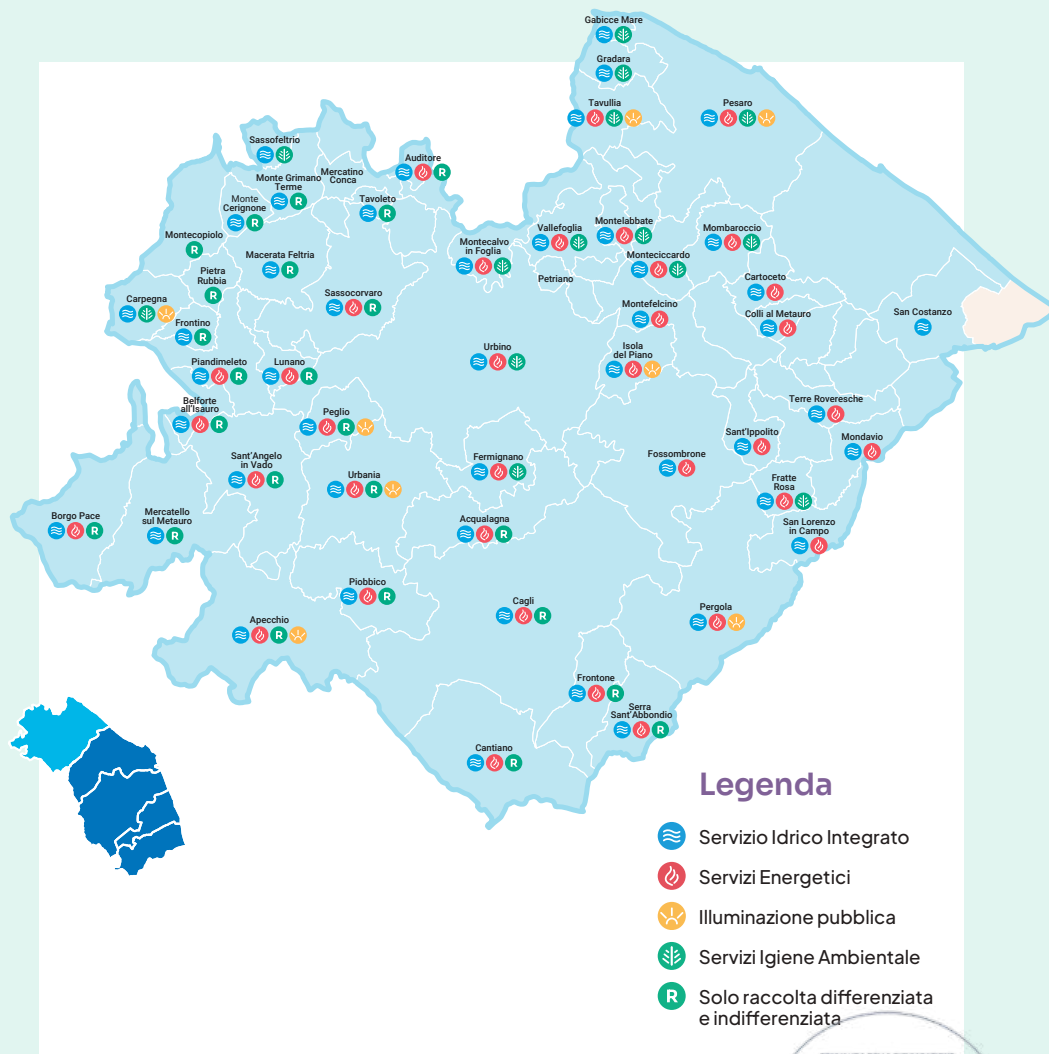 Gabicce Mare
Gradara
Tavullia
Pesaro
Sassofeltrio
Mercatino
Conca
Auditore
R
Monte Grimano
Terme
R
Monte
Cerignone
R
Tavoleto
R
Montecopiolo
R
Macerata Feltria
R
Pietra
Rubbia
R
Montecalvo
in Foglia
Vallefoglia
Montelabbate
Mombaroccio
Monteciccardo
Petriano
Cartoceto
Carpegna
Sassocorvaro
R
Montefelcino
Colli al Metauro
San Costanzo
Frontino
R
Urbino
Isola
del Piano
Piandimeleto
R
Lunano
R
Belforte
all'Isauro
R
Peglio
R
Terre Roveresche
Sant'Ippolito
Mondavio
Sant'Angelo
in Vado
R
Urbania
R
Fermignano
Fossombrone
Fratte
Rosa
Borgo Pace
R
Mercatello
sul Metauro
R
Acqualagna
R
San Lorenzo
in Campo
Piobbico
R
Cagli
R
Pergola
Apecchio
R
Frontone
R
Serra
Sant'Abbondio
R
Cantiano
R
Legenda
Servizio Idrico Integrato
Servizi Energetici
Illuminazione pubblica
Servizi Igiene Ambientale
R Solo raccolta differenziata
e indifferenziata